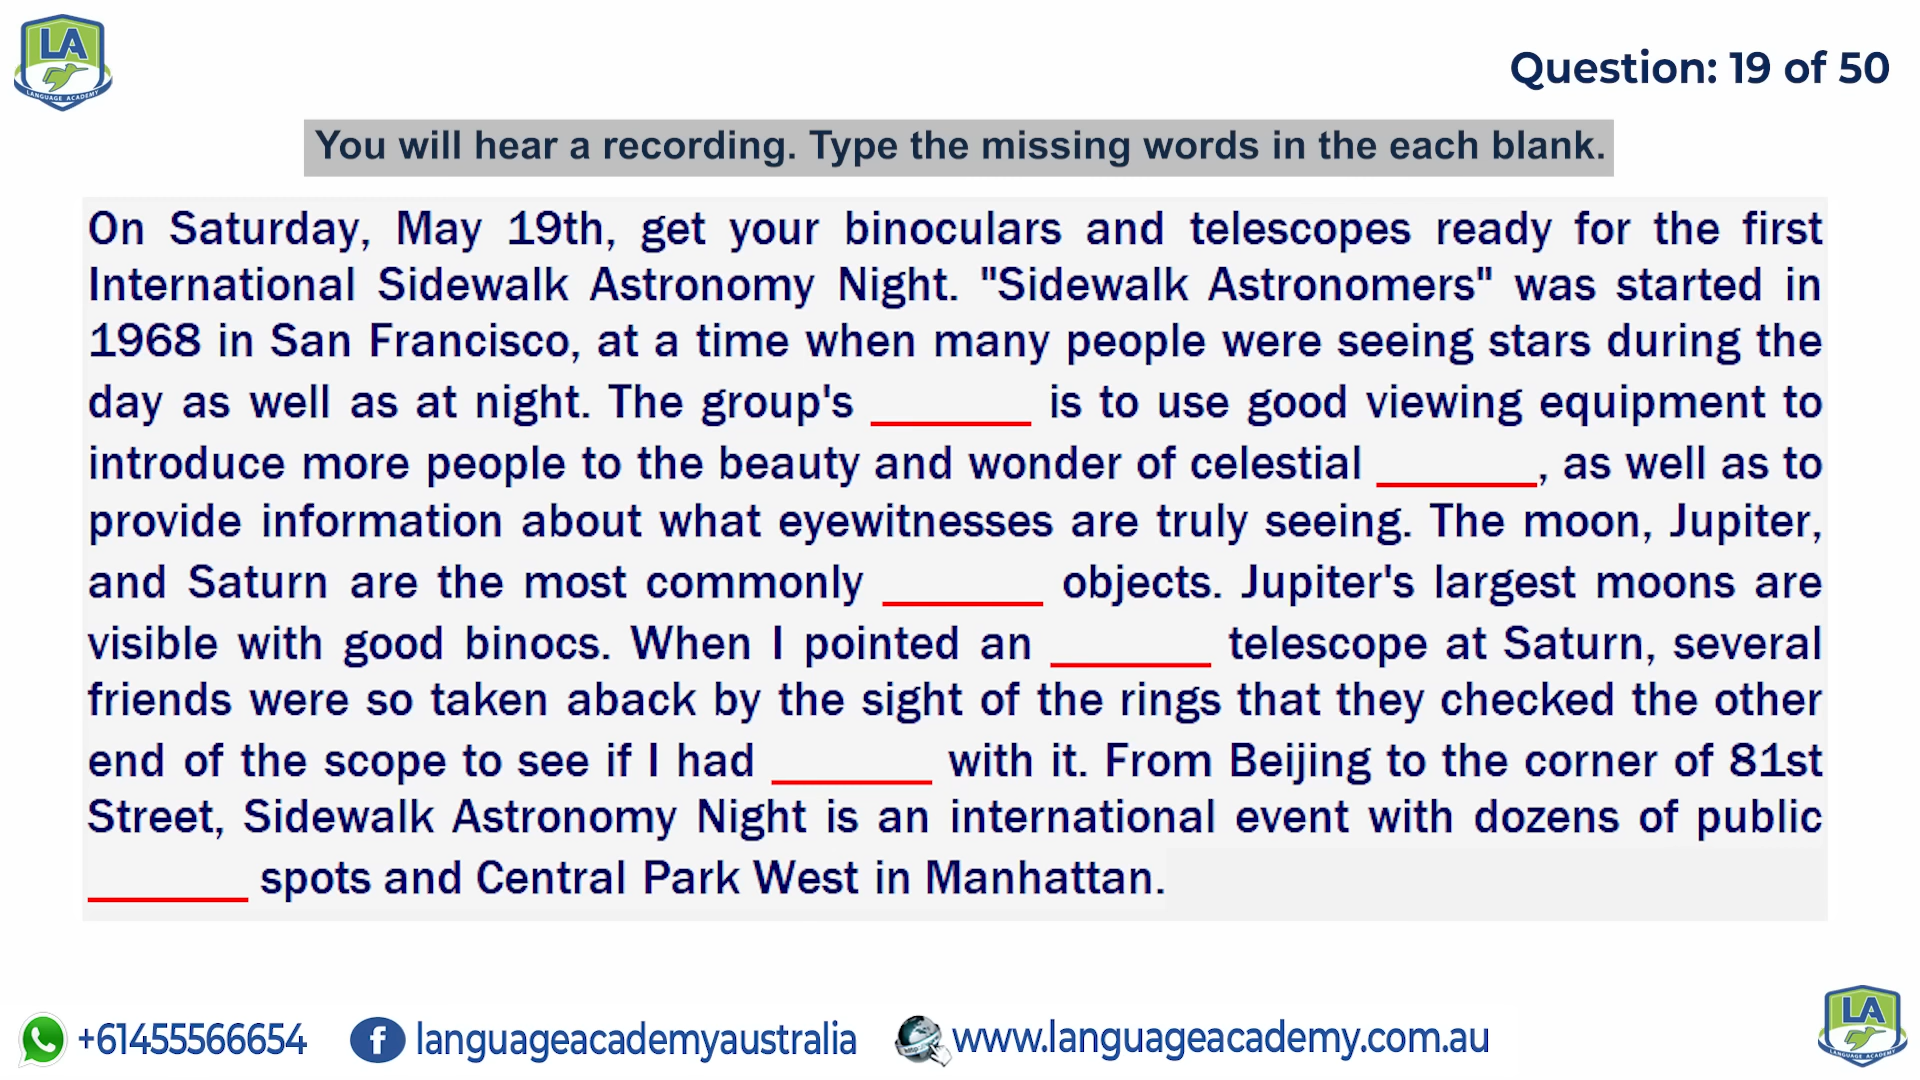 LA
LANGUAGE ACADEMY
Question: 19 of 50
You will hear a recording. Type the missing words in the each blank.
On Saturday, May 19th, get your binoculars and telescopes ready for the first
International Sidewalk Astronomy Night. "Sidewalk Astronomers" was started in
1968 in San Francisco, at a time when many people were seeing stars during the
day as well as at night. The group's ______ is to use good viewing equipment to
introduce more people to the beauty and wonder of celestial ______, as well as to
provide information about what eyewitnesses are truly seeing. The moon, Jupiter,
and Saturn are the most commonly ______ objects. Jupiter's largest moons are
visible with good binocs. When I pointed an ______ telescope at Saturn, several
friends were so taken aback by the sight of the rings that they checked the other
end of the scope to see if I had ______ with it. From Beijing to the corner of 81st
Street, Sidewalk Astronomy Night is an international event with dozens of public
______ spots and Central Park West in Manhattan.
+61455566654 f languageacademyaustralia http:// www.languageacademy.com.au
LA
LANGUAGE ACADEMY